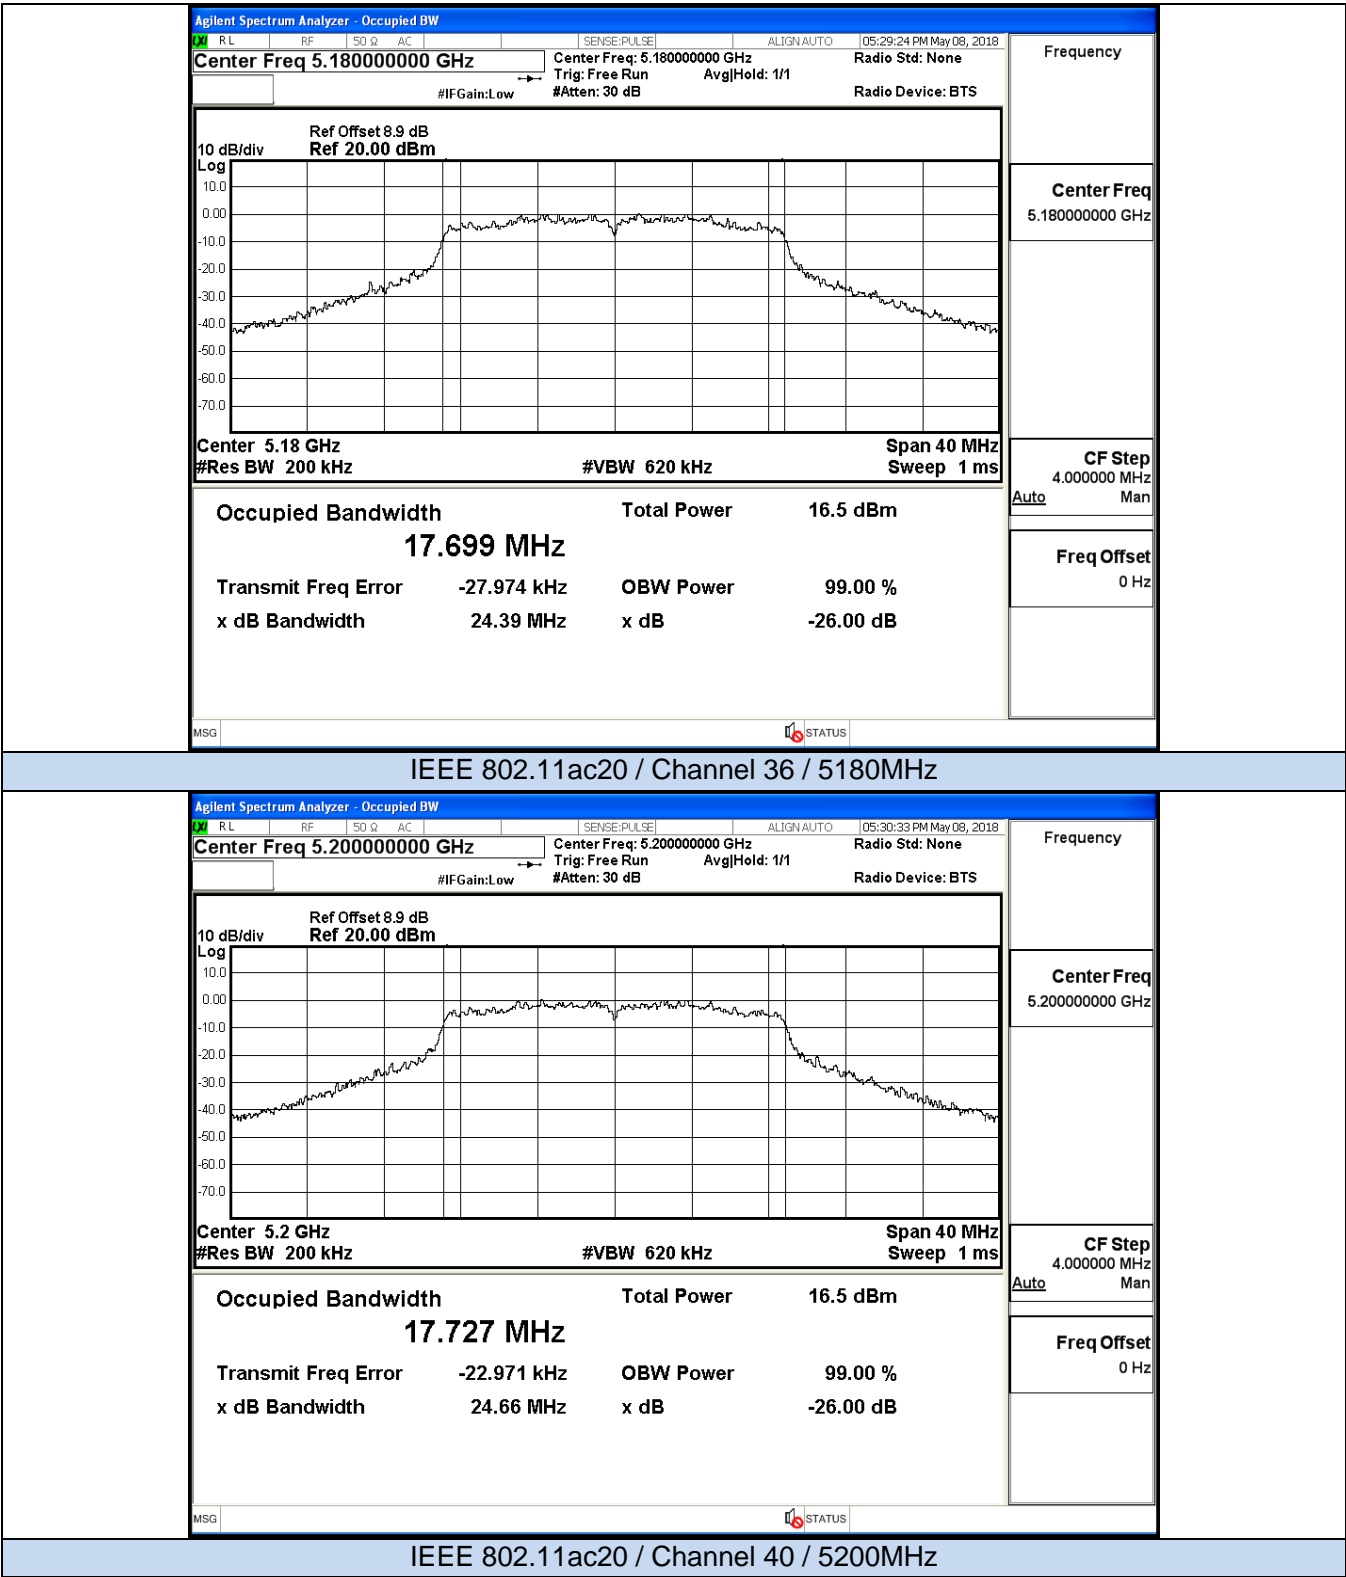 Agilent Spectrum Analyzer - Occupied BW
LXI RL RF 50 Ω AC SENSE:PULSE ALIGN AUTO 05:29:24 PM May 08, 2018
Center Freq 5.180000000 GHz
Center Freq: 5.180000000 GHz
Radio Std: None
Trig: Free Run Avg|Hold: 1/1
#IFGain:Low #Atten: 30 dB Radio Device: BTS
Frequency
Ref Offset 8.9 dB
10 dB/div Ref 20.00 dBm
Log
10.0
0.00
-10.0
-20.0
-30.0
-40.0
-50.0
-60.0
-70.0
Center 5.18 GHz Span 40 MHz
#Res BW 200 kHz #VBW 620 kHz Sweep 1 ms
Center Freq
5.180000000 GHz
CF Step
4.000000 MHz
Auto Man
Freq Offset
0 Hz
Occupied Bandwidth Total Power 16.5 dBm
17.699 MHz
Transmit Freq Error -27.974 kHz OBW Power 99.00 %
x dB Bandwidth 24.39 MHz x dB -26.00 dB
MSG STATUS
IEEE 802.11ac20 / Channel 36 / 5180MHz
Agilent Spectrum Analyzer - Occupied BW
LXI RL RF 50 Ω AC SENSE:PULSE ALIGN AUTO 05:30:33 PM May 08, 2018
Center Freq 5.200000000 GHz
Center Freq: 5.200000000 GHz
Radio Std: None
Trig: Free Run Avg|Hold: 1/1
#IFGain:Low #Atten: 30 dB Radio Device: BTS
Frequency
Ref Offset 8.9 dB
10 dB/div Ref 20.00 dBm
Log
10.0
0.00
-10.0
-20.0
-30.0
-40.0
-50.0
-60.0
-70.0
Center 5.2 GHz Span 40 MHz
#Res BW 200 kHz #VBW 620 kHz Sweep 1 ms
Center Freq
5.200000000 GHz
CF Step
4.000000 MHz
Auto Man
Freq Offset
0 Hz
Occupied Bandwidth Total Power 16.5 dBm
17.727 MHz
Transmit Freq Error -22.971 kHz OBW Power 99.00 %
x dB Bandwidth 24.66 MHz x dB -26.00 dB
MSG STATUS
IEEE 802.11ac20 / Channel 40 / 5200MHz